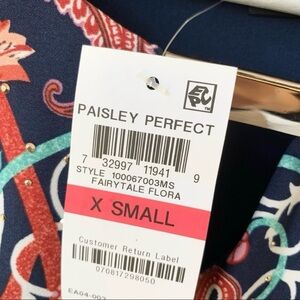 PAISLEY PERFECT
7 32997 11941 9
STYLE 100067003MS
FAIRYTALE FLORA
X SMALL
Customer Return Label
070817298050